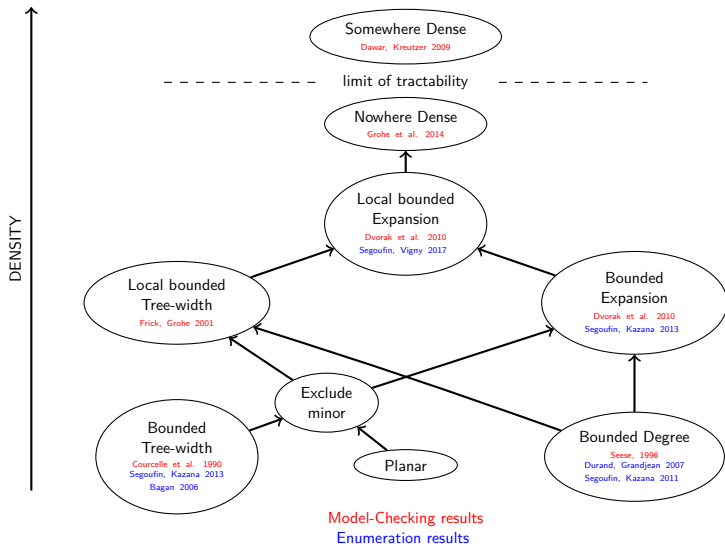 Somewhere Dense
Dawar, Kreutzer 2009
limit of tractability
Nowhere Dense
Grohe et al. 2014
DENSITY
Local bounded
Expansion
Dvorak et al. 2010
Segoufin, Vigny 2017
Local bounded
Tree-width
Frick, Grohe 2001
Bounded
Expansion
Dvorak et al. 2010
Segoufin, Kazana 2013
Exclude
minor
Bounded
Tree-width
Courcelle et al. 1990
Segoufin, Kazana 2013
Bagan 2006
Planar
Bounded Degree
Seese, 1996
Durand, Grandjean 2007
Segoufin, Kazana 2011
Model-Checking results
Enumeration results